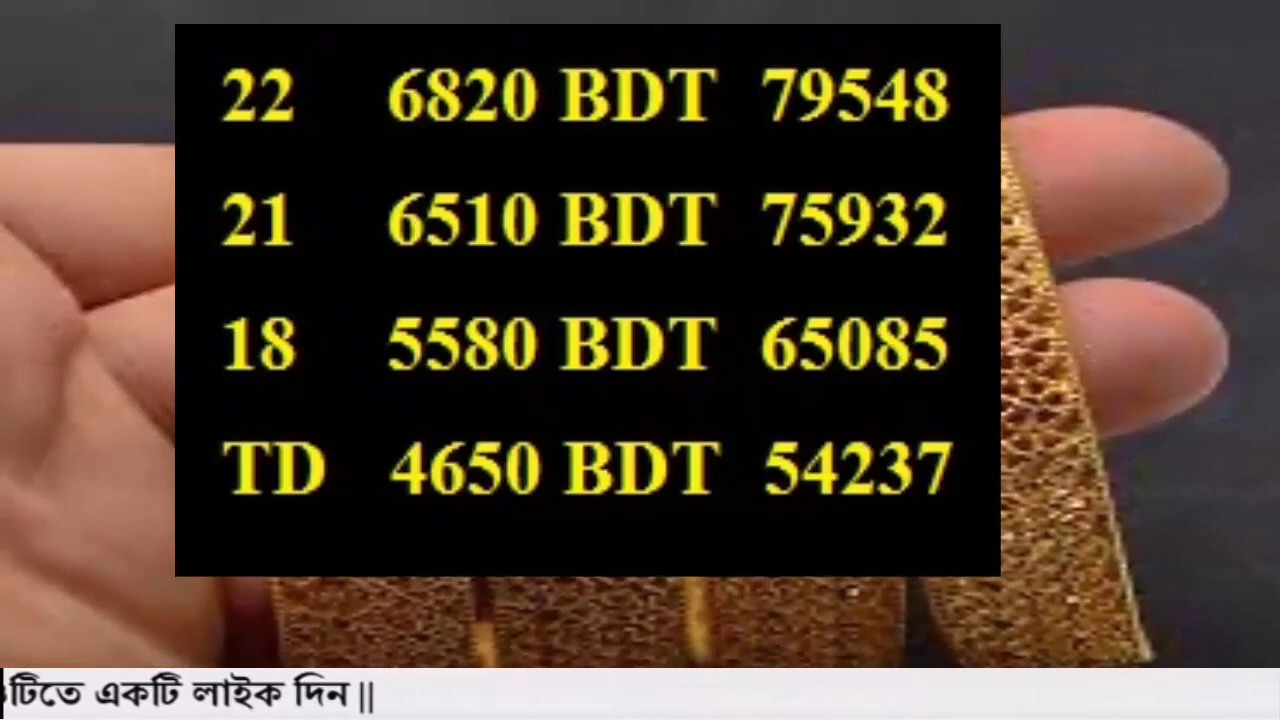 22 6820 BDT 79548
21 6510 BDT 75932
18 5580 BDT 65085
TD 4650 BDT 54237
একটি লাইক দিন ||